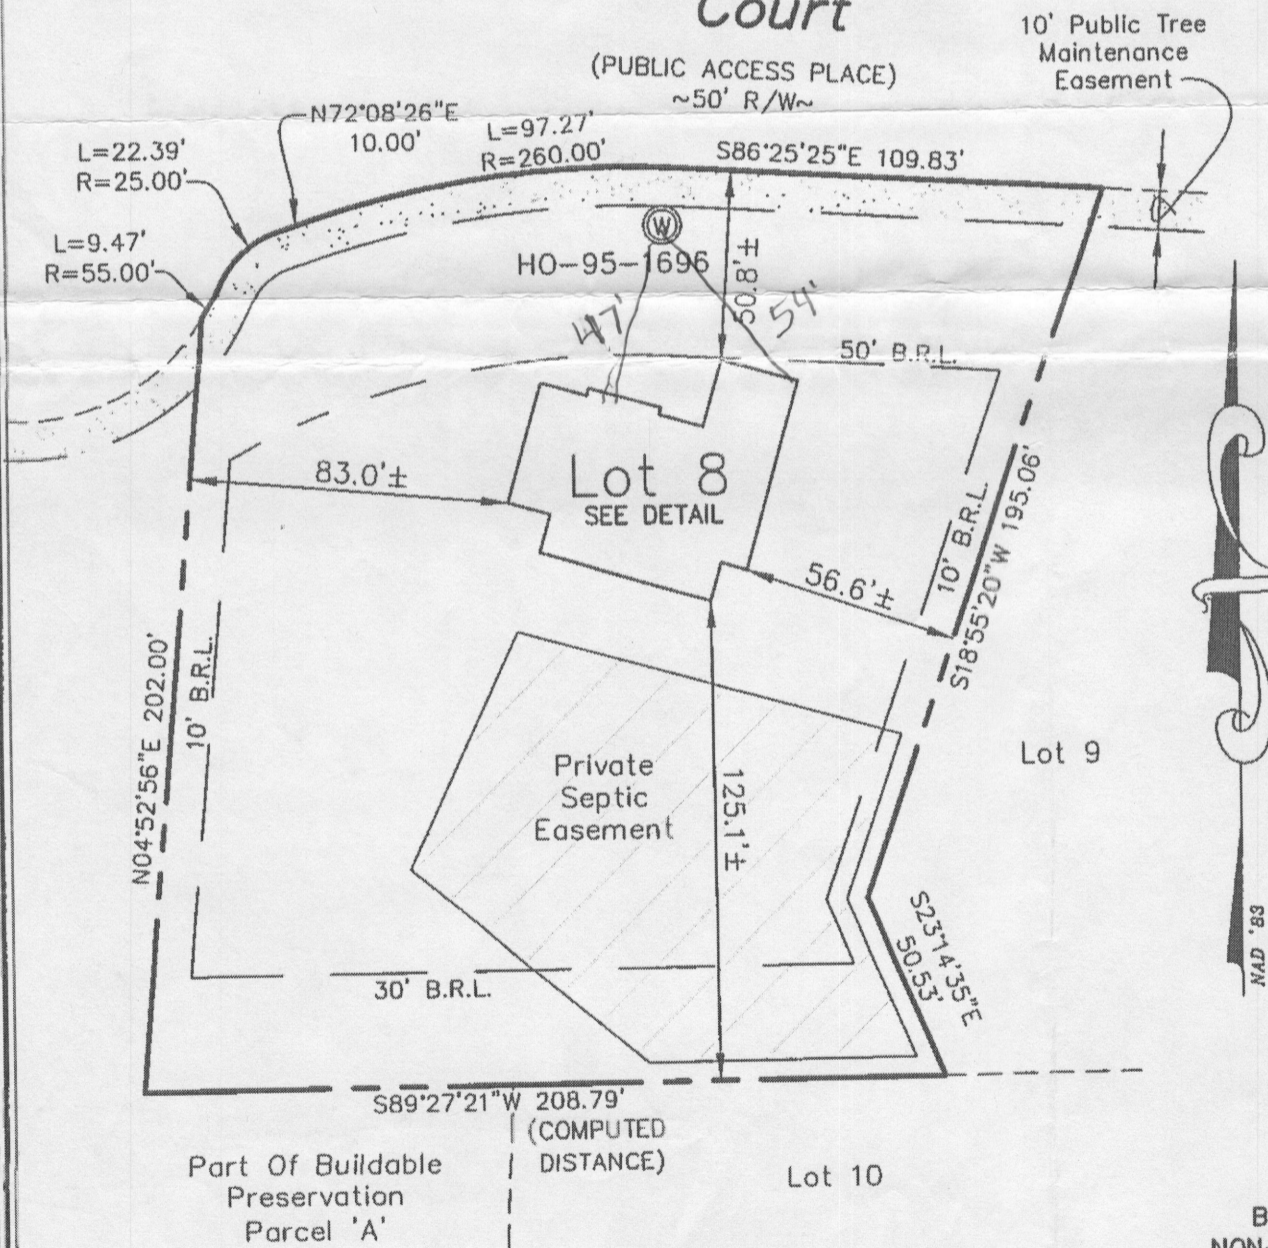 Court
(PUBLIC ACCESS PLACE)
~50' R/W~
10' Public Tree
Maintenance
Easement
N72°08'26"E
10.00'
L=97.27'
R=260.00'
S86°25'25"E 109.83'
L=22.39'
R=25.00'
L=9.47'
R=55.00'
W
HO-95-1696
50.8'±
47'
54'
50' B.R.L.
83.0'±
Lot 8
SEE DETAIL
56.6'±
10' B.R.L.
S18°55'20"W 195.06'
N04°52'56"E 202.00'
10' B.R.L.
Private
Septic
Easement
125.1'±
Lot 9
S23°14'35"E
50.53'
NAD '83
30' B.R.L.
S89°27'21"W 208.79'
(COMPUTED
DISTANCE)
Part Of Buildable
Preservation
Parcel 'A'
Lot 10